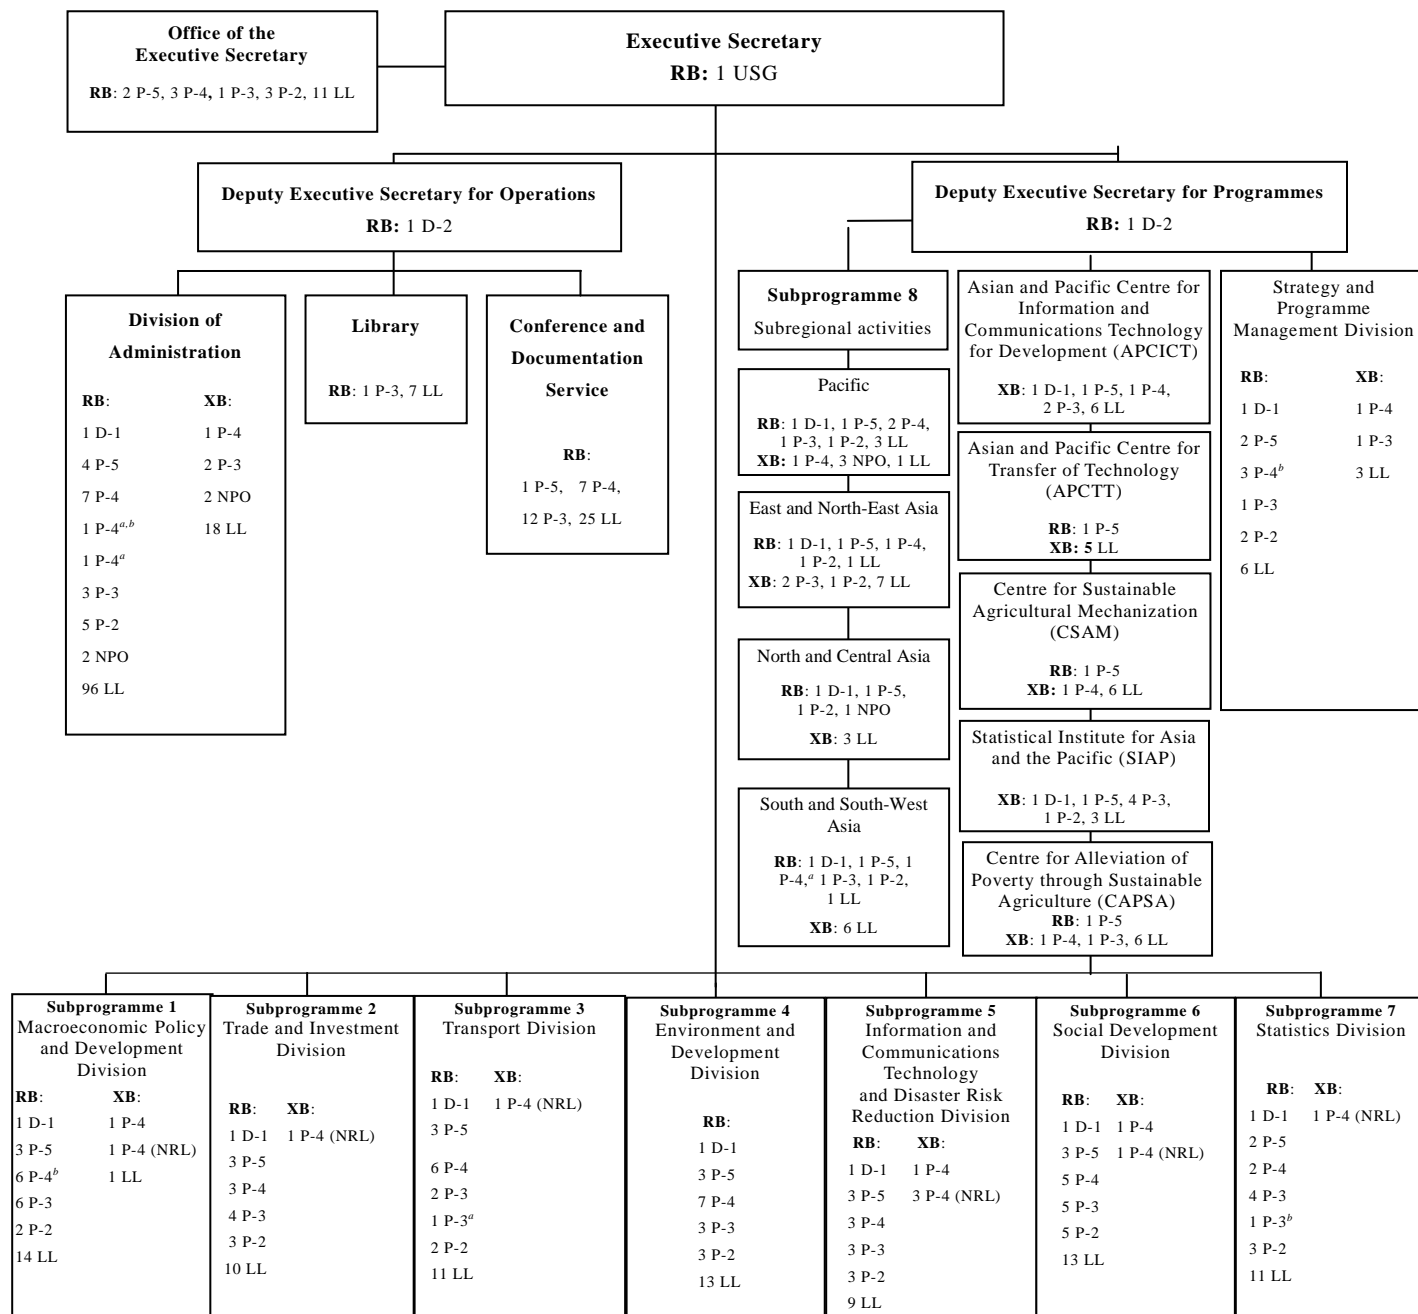 Office of the
Executive Secretary
RB: 2 P-5, 3 P-4, 1 P-3, 3 P-2, 11 LL
Executive Secretary
RB: 1 USG
Deputy Executive Secretary for Operations
RB: 1 D-2
Deputy Executive Secretary for Programmes
RB: 1 D-2
Division of
Administration
RB:
1 D-1
4 P-5
7 P-4
1 P-4a,b
1 P-4a
3 P-3
5 P-2
2 NPO
96 LL
XB:
1 P-4
2 P-3
2 NPO
18 LL
Library
RB: 1 P-3, 7 LL
Conference and
Documentation
Service
RB:
1 P-5, 7 P-4,
12 P-3, 25 LL
Subprogramme 8
Subregional activities
Pacific
RB: 1 D-1, 1 P-5, 2 P-4,
1 P-3, 1 P-2, 3 LL
XB: 1 P-4, 3 NPO, 1 LL
East and North-East Asia
RB: 1 D-1, 1 P-5, 1 P-4,
1 P-2, 1 LL
XB: 2 P-3, 1 P-2, 7 LL
North and Central Asia
RB: 1 D-1, 1 P-5,
1 P-2, 1 NPO
XB: 3 LL
South and South-West
Asia
RB: 1 D-1, 1 P-5, 1
P-4,a 1 P-3, 1 P-2,
1 LL
XB: 6 LL
Asian and Pacific Centre for
Information and
Communications Technology
for Development (APCICT)
XB: 1 D-1, 1 P-5, 1 P-4,
2 P-3, 6 LL
Asian and Pacific Centre for
Transfer of Technology
(APCTT)
RB: 1 P-5
XB: 5 LL
Centre for Sustainable
Agricultural Mechanization
(CSAM)
RB: 1 P-5
XB: 1 P-4, 6 LL
Statistical Institute for Asia
and the Pacific (SIAP)
XB: 1 D-1, 1 P-5, 4 P-3,
1 P-2, 3 LL
Centre for Alleviation of
Poverty through Sustainable
Agriculture (CAPSA)
RB: 1 P-5
XB: 1 P-4, 1 P-3, 6 LL
Strategy and
Programme
Management Division
RB:
1 D-1
2 P-5
3 P-4b
1 P-3
2 P-2
6 LL
XB:
1 P-4
1 P-3
3 LL
Subprogramme 1
Macroeconomic Policy
and Development
Division
RB:
1 D-1
3 P-5
6 P-4b
6 P-3
2 P-2
14 LL
XB:
1 P-4
1 P-4 (NRL)
1 LL
Subprogramme 2
Trade and Investment
Division
RB:
1 D-1
3 P-5
3 P-4
4 P-3
3 P-2
10 LL
XB:
1 P-4 (NRL)
Subprogramme 3
Transport Division
RB:
1 D-1
3 P-5
6 P-4
2 P-3
1 P-3a
2 P-2
11 LL
XB:
1 P-4 (NRL)
Subprogramme 4
Environment and
Development
Division
RB:
1 D-1
3 P-5
7 P-4
3 P-3
3 P-2
13 LL
Subprogramme 5
Information and
Communications
Technology
and Disaster Risk
Reduction Division
RB:
1 D-1
3 P-5
3 P-4
3 P-3
3 P-2
9 LL
XB:
1 P-4
3 P-4 (NRL)
Subprogramme 6
Social Development
Division
RB:
1 D-1
3 P-5
5 P-4
5 P-3
5 P-2
13 LL
XB:
1 P-4
1 P-4 (NRL)
Subprogramme 7
Statistics Division
RB:
1 D-1
2 P-5
2 P-4
4 P-3
1 P-3b
3 P-2
11 LL
XB:
1 P-4 (NRL)